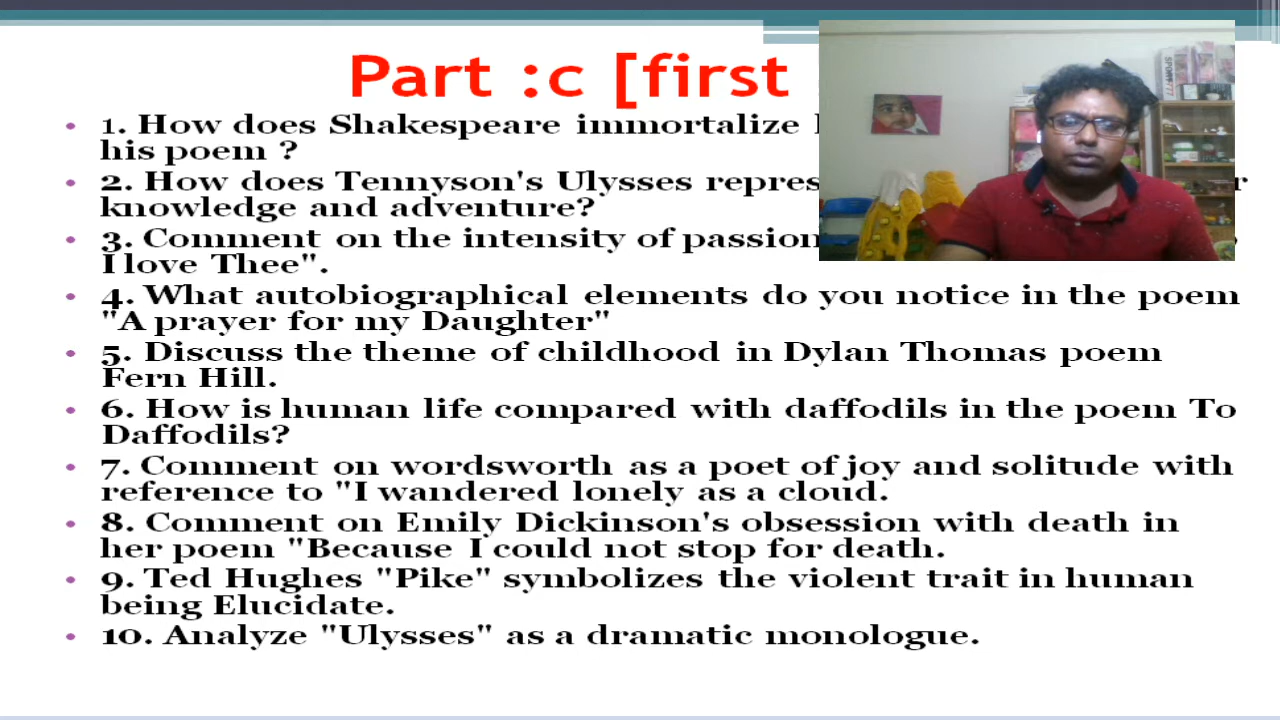 Part :c [first
• 1. How does Shakespeare immortalize
his poem ?
• 2. How does Tennyson's Ulysses
knowledge and adventure?
• 3. Comment on the intensity of passion
I love Thee".
• 4. What autobiographical elements do you notice in the poem
"A prayer for my Daughter"
• 5. Discuss the theme of childhood in Dylan Thomas poem
Fern Hill.
• 6. How is human life compared with daffodils in the poem To
Daffodils?
• 7. Comment on wordsworth as a poet of joy and solitude with
reference to "I wandered lonely as a cloud.
• 8. Comment on Emily Dickinson's obsession with death in
her poem "Because I could not stop for death.
• 9. Ted Hughes "Pike" symbolizes the violent trait in human
being Elucidate.
• 10. Analyze "Ulysses" as a dramatic monologue.